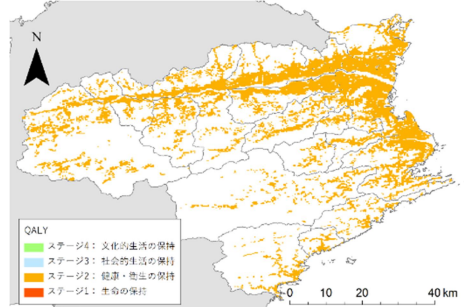 N
QALY
ステージ4： 文化的生活の保持
ステージ3： 社会的生活の保持
ステージ2： 健康・衛生の保持
ステージ1： 生命の保持
0 10 20 40 km